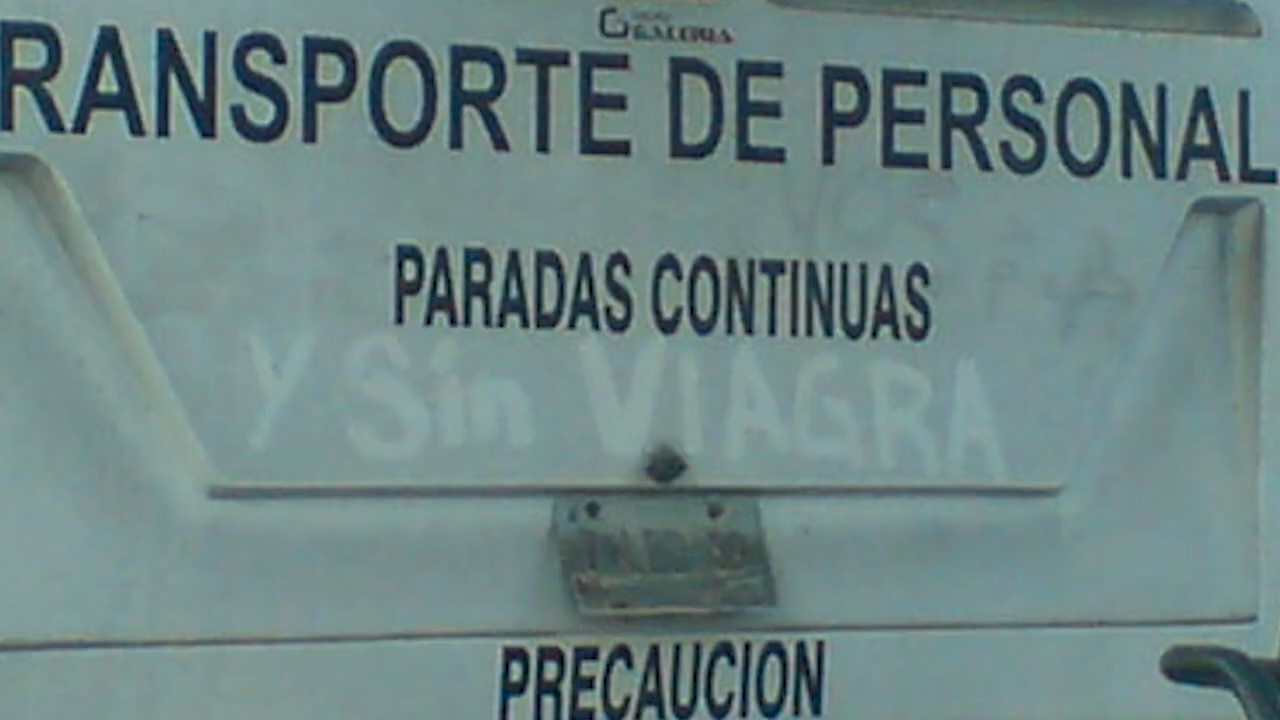 RANSPORTE DE PERSONAL
PARADAS CONTINUAS
Y Sin VIAGRA
PRECAUCION